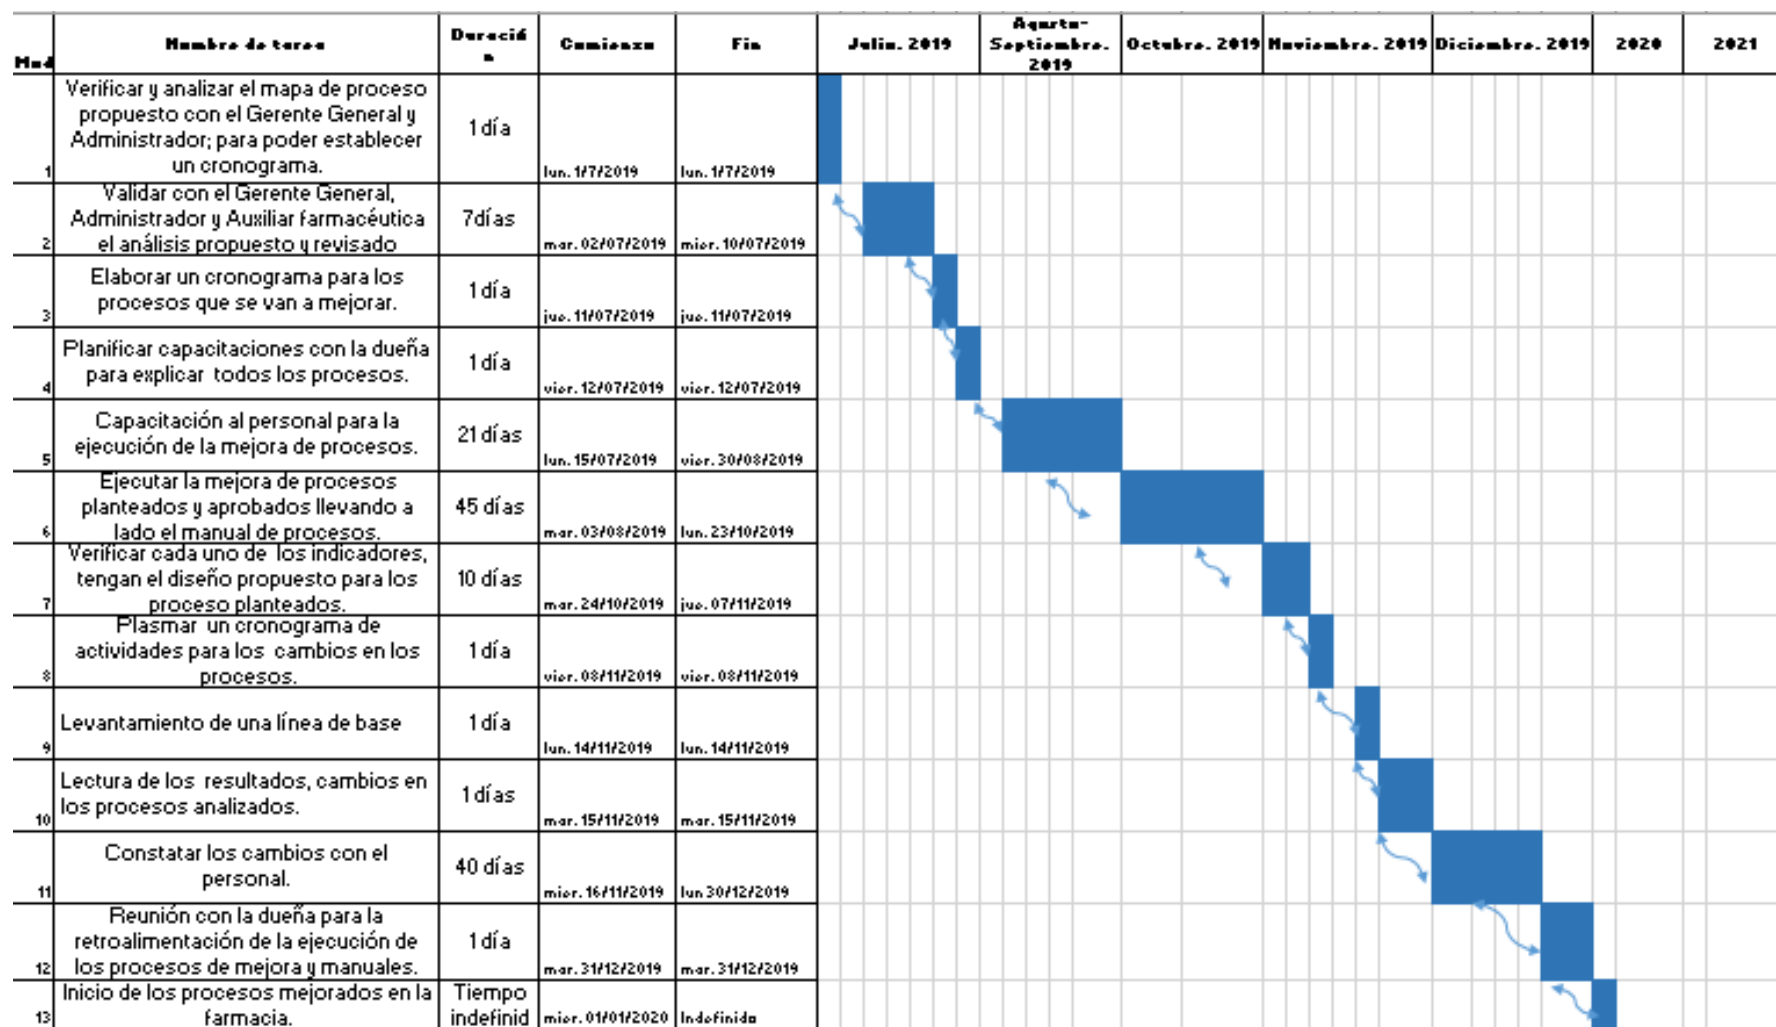 Mod
Nombre de tarea
Duració
n
Comienzo
Fin
Julio. 2019
Agosto-
Septiembre.
2019
Octubre. 2019
Noviembre. 2019
Diciembre. 2019
2020
2021
1
Verificar y analizar el mapa de proceso
propuesto con el Gerente General y
Administrador; para poder establecer
un cronograma.
1 día
lun. 1/7/2019
lun. 1/7/2019
2
Validar con el Gerente General,
Administrador y Auxiliar farmacéutica
el análisis propuesto y revisado
7días
mar. 02/07/2019
mier. 10/07/2019
3
Elaborar un cronograma para los
procesos que se van a mejorar.
1 día
jue. 11/07/2019
jue. 11/07/2019
4
Planificar capacitaciones con la dueña
para explicar todos los procesos.
1 día
vier. 12/07/2019
vier. 12/07/2019
5
Capacitación al personal para la
ejecución de la mejora de procesos.
21 días
lun. 15/07/2019
vier. 30/08/2019
6
Ejecutar la mejora de procesos
planteados y aprobados llevando a
lado el manual de procesos.
45 días
mar. 03/08/2019
lun. 23/10/2019
7
Verificar cada uno de los indicadores,
tengan el diseño propuesto para los
proceso planteados.
10 días
mar. 24/10/2019
jue. 07/11/2019
8
Plasmar un cronograma de
actividades para los cambios en los
procesos.
1 día
vier. 08/11/2019
vier. 08/11/2019
9
Levantamiento de una línea de base
1 día
lun. 14/11/2019
lun. 14/11/2019
10
Lectura de los resultados, cambios en
los procesos analizados.
1 días
mar. 15/11/2019
mar. 15/11/2019
11
Constatar los cambios con el
personal.
40 días
mier. 16/11/2019
lun 30/12/2019
12
Reunión con la dueña para la
retroalimentación de la ejecución de
los procesos de mejora y manuales.
1 día
mar. 31/12/2019
mar. 31/12/2019
13
Inicio de los procesos mejorados en la
farmacia.
Tiempo
indefinid
mier. 01/01/2020
Indefinido